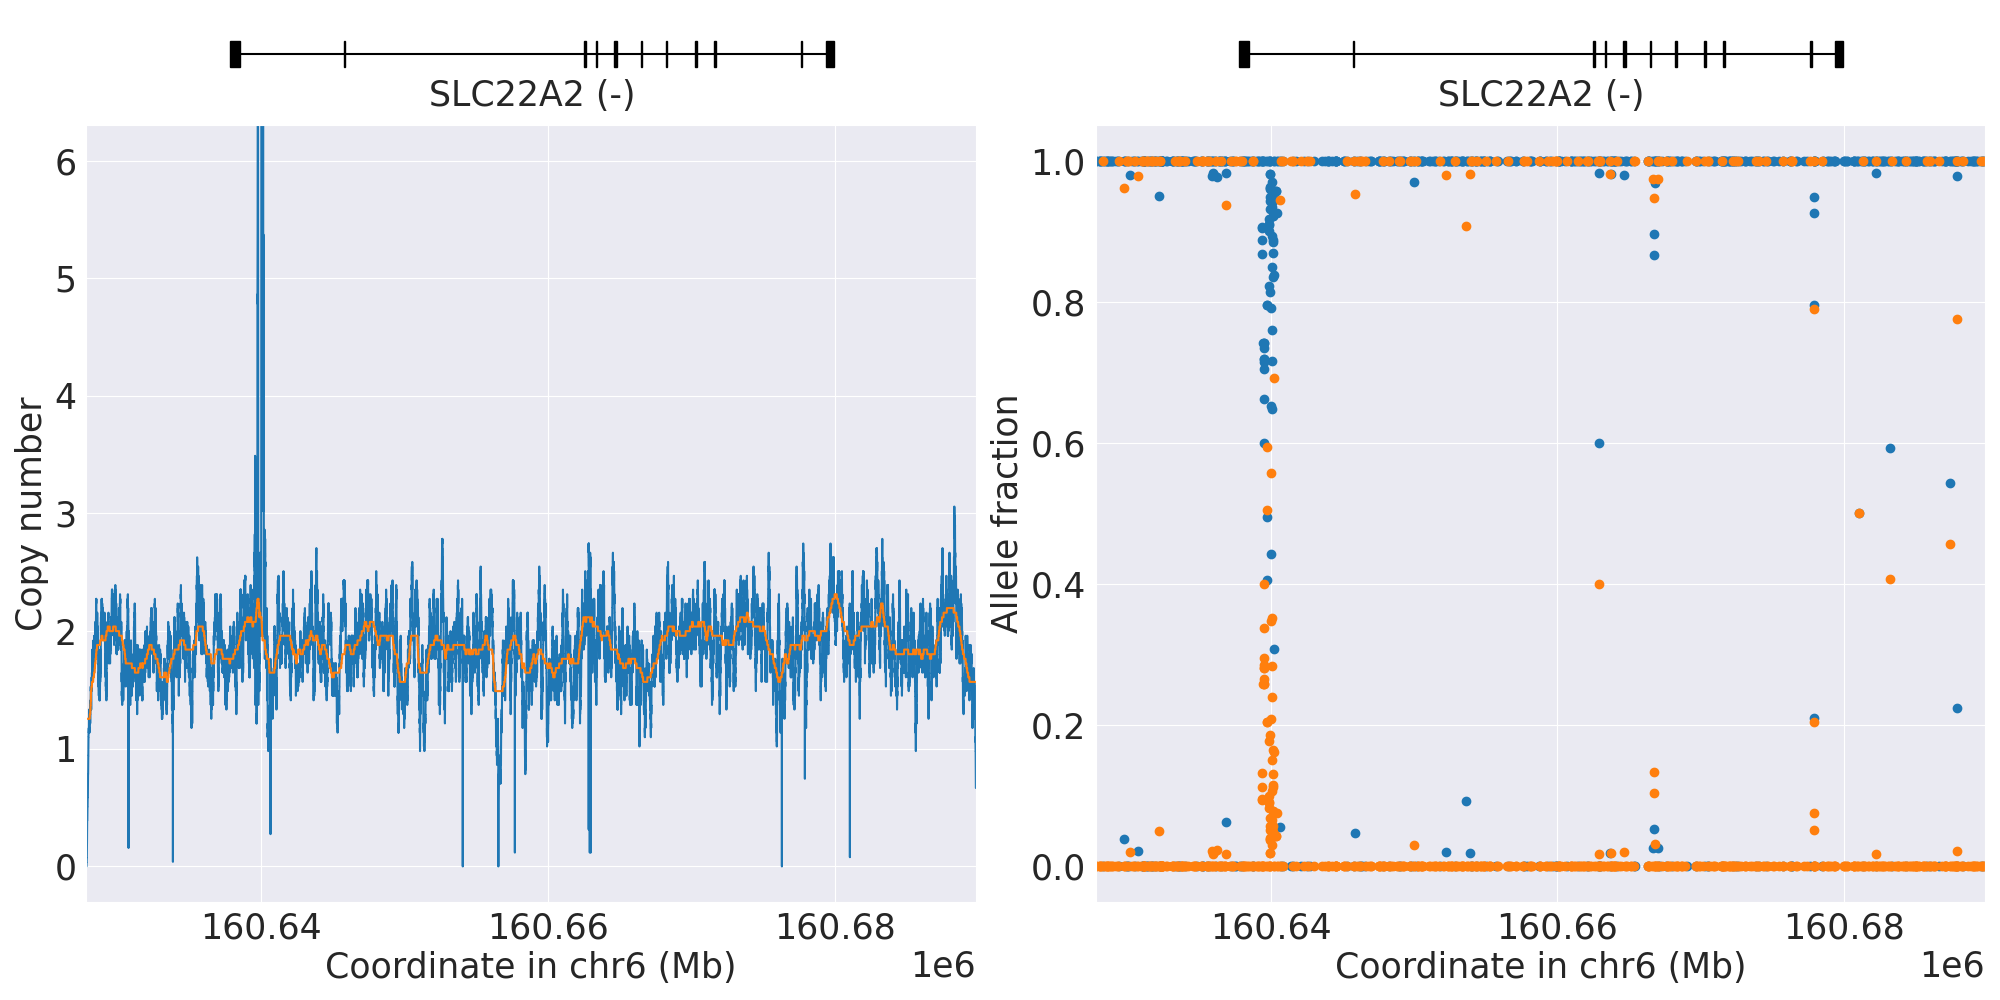 SLC22A2 (-)
6
5
4
3
2
1
0
Copy number
160.64 160.66 160.68
Coordinate in chr6 (Mb) 1e6
SLC22A2 (-)
1.0
0.8
0.6
0.4
0.2
0.0
Allele fraction
160.64 160.66 160.68
Coordinate in chr6 (Mb) 1e6